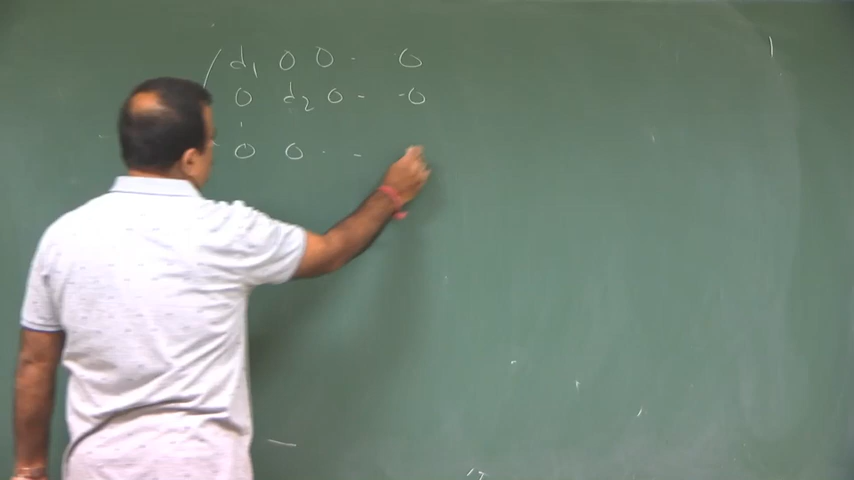 ( d₁ 0 0 - 0
0 d₂ 0 - - 0
0 0 - -